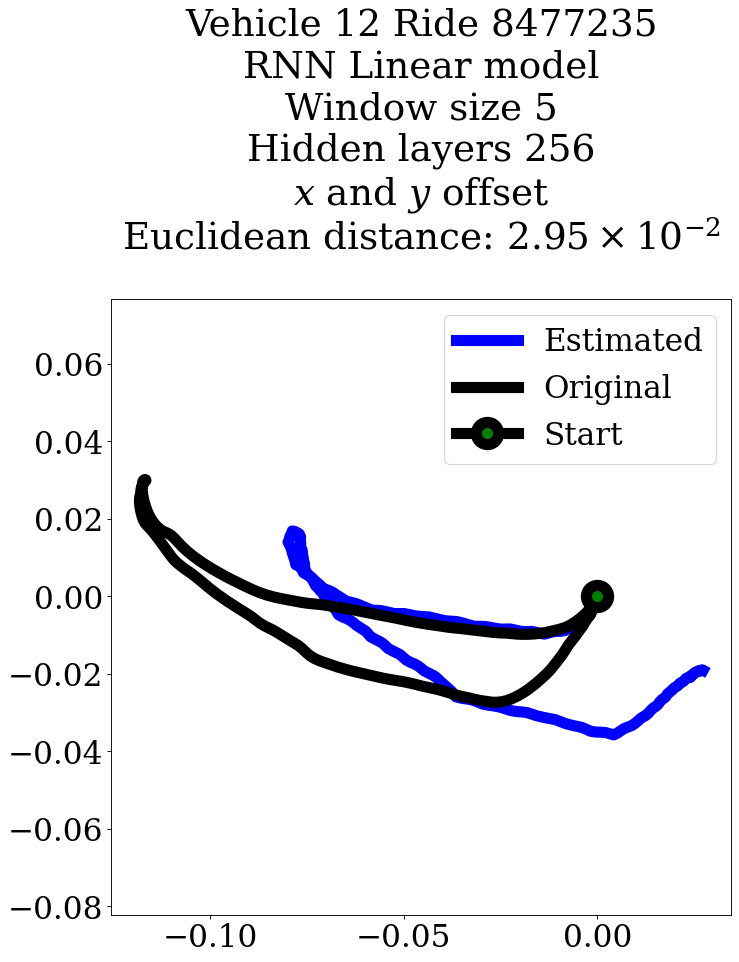 Vehicle 12 Ride 8477235
RNN Linear model
Window size 5
Hidden layers 256
x and y offset
Euclidean distance: 2.95 × 10⁻²
Estimated
Original
Start
0.06
0.04
0.02
0.00
−0.02
−0.04
−0.06
−0.08
−0.10
−0.05
0.00